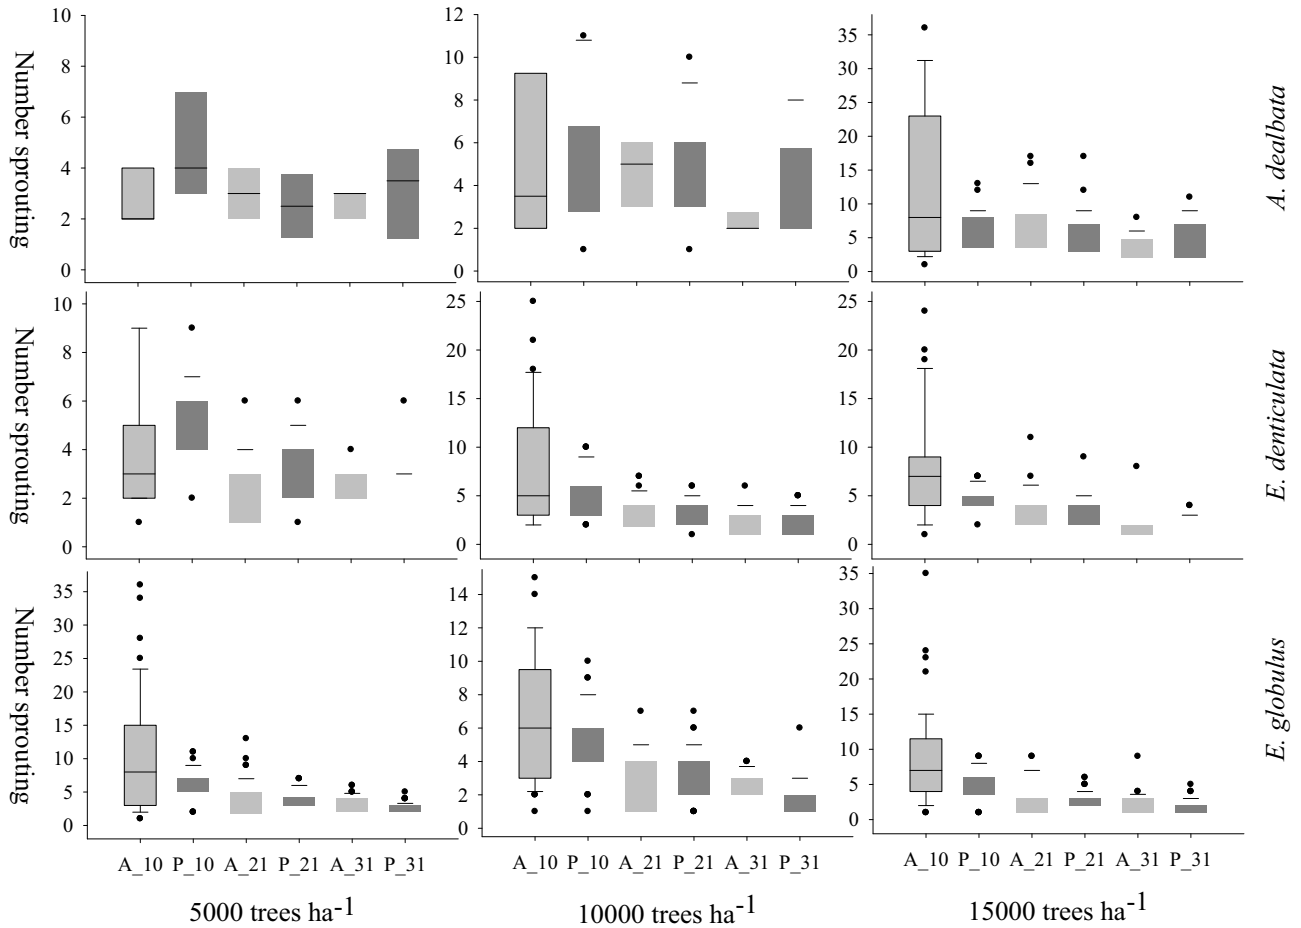 10 12 35
8 10 30
6 8 25
4 6 20
2 4 15
0 2 10
0 5
0
Number sprouting
A. dealbata
10 25 25
8 20 20
6 15 15
4 10 10
2 5 5
0 0 0
Number sprouting
E. denticulata
35 14 35
30 12 30
25 10 25
20 8 20
15 6 15
10 4 10
5 2 5
0 0 0
Number sprouting
E. globulus
A_10 P_10 A_21 P_21 A_31 P_31 A_10 P_10 A_21 P_21 A_31 P_31 A_10 P_10 A_21 P_21 A_31 P_31
5000 trees ha-1 10000 trees ha-1 15000 trees ha-1